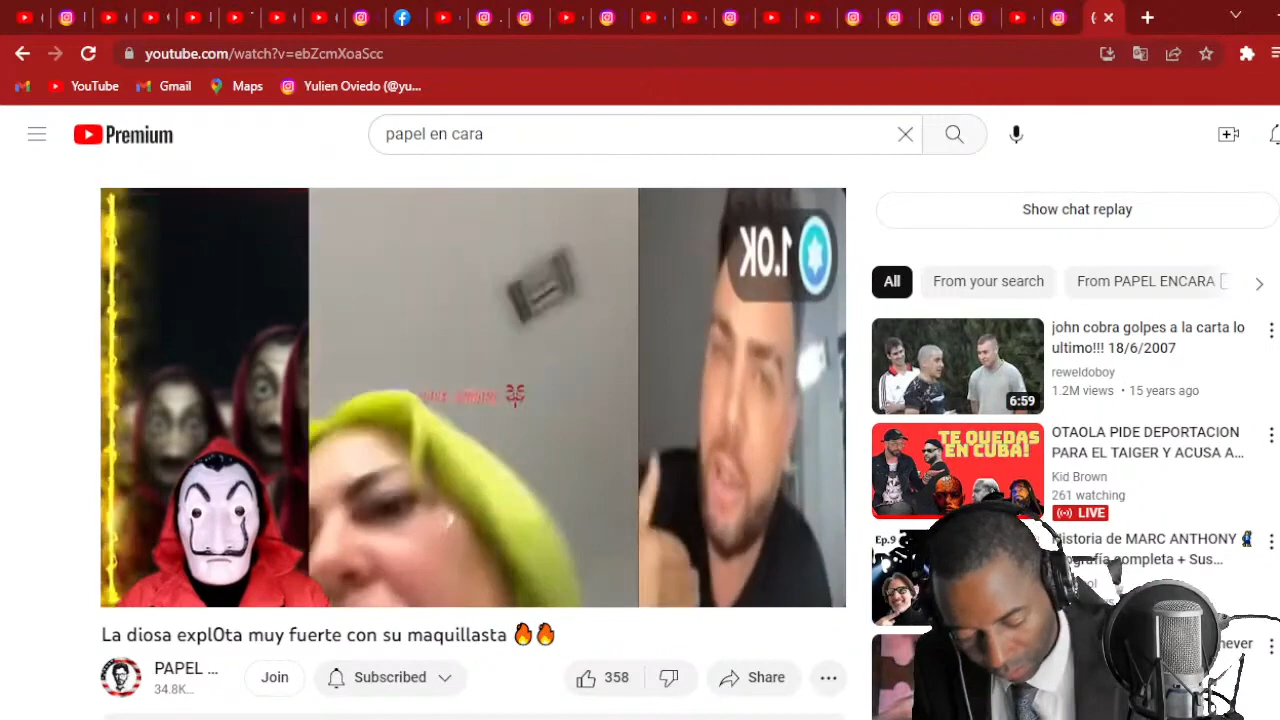 youtube.com/watch?v=ebZcmXoaScc
YouTube
Gmail
Maps
Yulien Oviedo (@yu...
Premium
papel en cara
1.0K
Show chat replay
All
From your search
From PAPEL ENCARA
john cobra golpes a la carta lo
ultimo!!! 18/6/2007
reweldoboy
1.2M views • 15 years ago
6:59
TE QUEDAS
EN CUBA!
OTAOLA PIDE DEPORTACION
PARA EL TAIGER Y ACUSA A...
Kid Brown
261 watching
LIVE
Ep.9
Historia de MARC ANTHONY
completa + Sus...
La diosa expl0ta muy fuerte con su maquillasta 🔥🔥
PAPEL ...
34.8K...
Join
Subscribed
358
Share